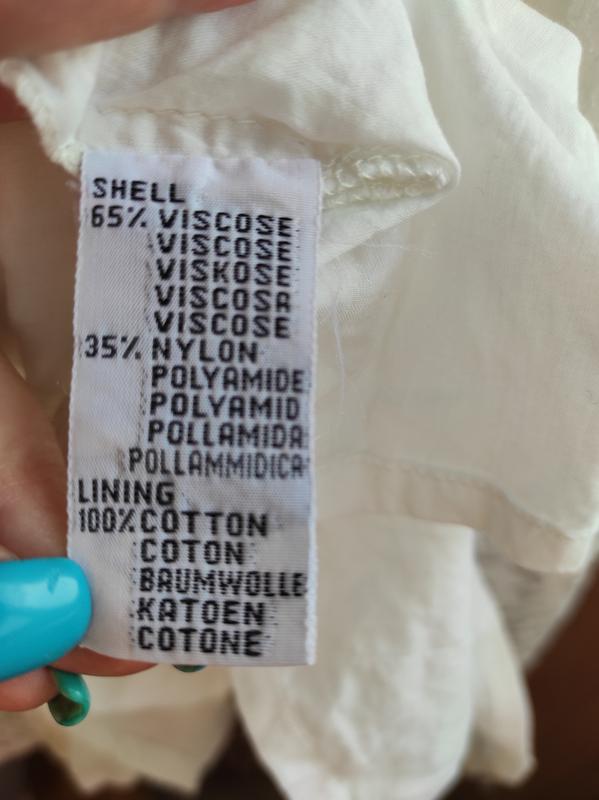 SHELL
65% VISCOSE
VISCOSE
VISKOSE
VISCOSA
VISCOSE
35% NYLON
POLYAMIDE
POLYAMID
POLLAMIDA
POLLAMMIDICA
LINING
100% COTTON
COTON
BAUMWOLLE
KATOEN
COTONE